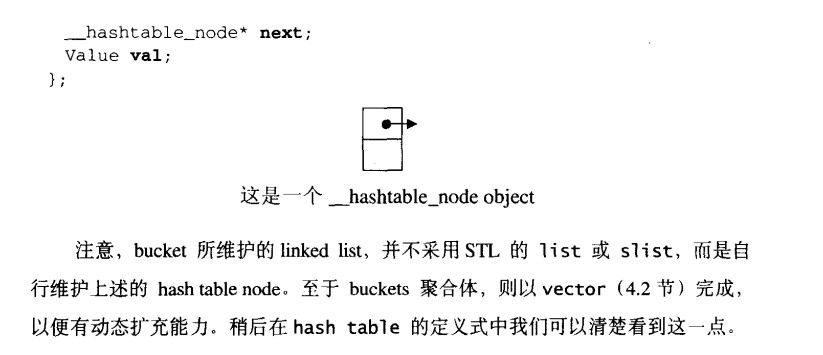 __hashtable_node* next;
Value val;
};
这是一个 __hashtable_node object
注意，bucket 所维护的 linked list，并不采用 STL 的 list 或 slist，而是自
行维护上述的 hash table node。至于 buckets 聚合体，则以 vector（4.2 节）完成，
以便有动态扩充能力。稍后在 hash table 的定义式中我们可以清楚看到这一点。